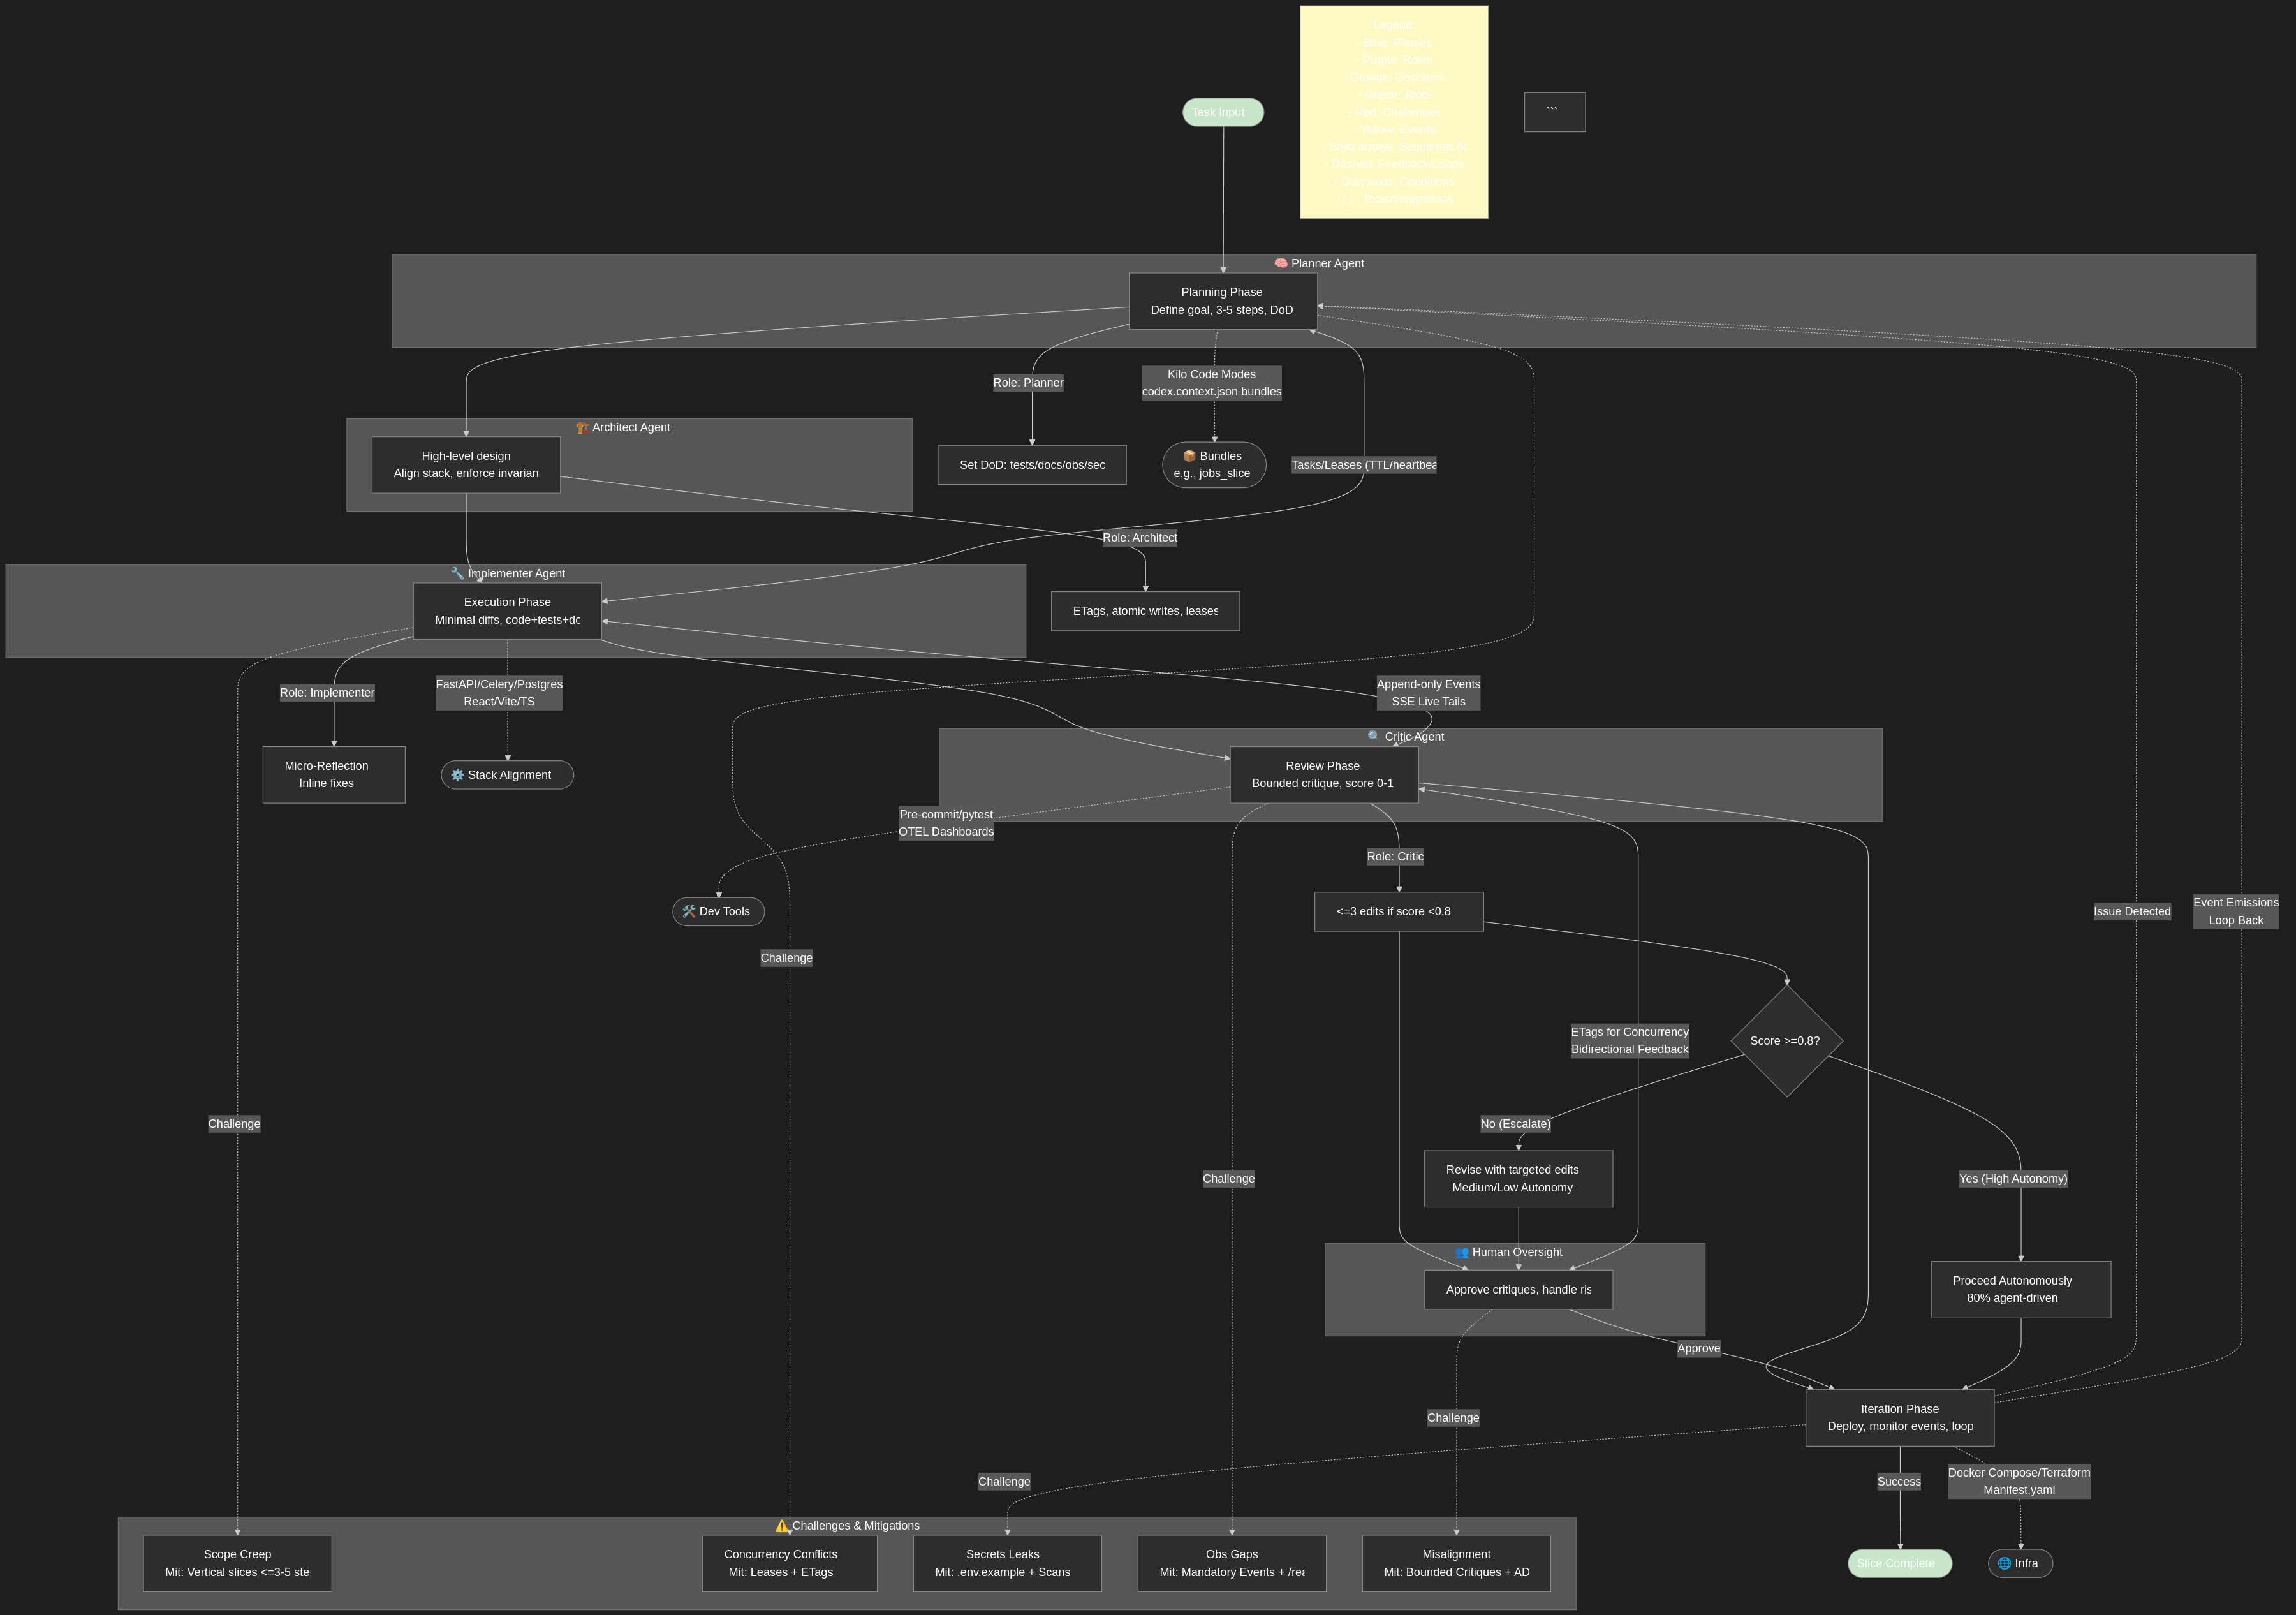 Legend:
- Blue: Phases
- Purple: Roles
- Orange: Decisions
- Green: Tools
- Red: Challenges
- Yellow: Events
- Solid arrows: Sequential flo
- Dashed: Feedback/Loops
- Diamonds: Conditions
- ( ) : Tools/Integrations
Task Input
```
🧠 Planner Agent
Planning Phase
Define goal, 3-5 steps, DoD
Role: Planner
Kilo Code Modes
codex.context.json bundles
🏗️ Architect Agent
High-level design
Align stack, enforce invarian
Set DoD: tests/docs/obs/sec
📦 Bundles
e.g., jobs_slice
Tasks/Leases (TTL/heartbea
Role: Architect
🔧 Implementer Agent
Execution Phase
Minimal diffs, code+tests+do
ETags, atomic writes, leases
Role: Implementer
FastAPI/Celery/Postgres
React/Vite/TS
Append-only Events
SSE Live Tails
🔍 Critic Agent
Micro-Reflection
Inline fixes
⚙️ Stack Alignment
Review Phase
Bounded critique, score 0-1
Pre-commit/pytest
OTEL Dashboards
Role: Critic
🛠️ Dev Tools
<=3 edits if score <0.8
Issue Detected
Event Emissions
Loop Back
Challenge
ETags for Concurrency
Bidirectional Feedback
Score >=0.8?
Challenge
No (Escalate)
Challenge
Revise with targeted edits
Medium/Low Autonomy
Yes (High Autonomy)
👥 Human Oversight
Approve critiques, handle ris
Proceed Autonomously
80% agent-driven
Approve
Challenge
Iteration Phase
Deploy, monitor events, loop
Challenge
Success
Docker Compose/Terraform
Manifest.yaml
⚠️ Challenges & Mitigations
Scope Creep
Mit: Vertical slices <=3-5 ste
Concurrency Conflicts
Mit: Leases + ETags
Secrets Leaks
Mit: .env.example + Scans
Obs Gaps
Mit: Mandatory Events + /rea
Misalignment
Mit: Bounded Critiques + AD
Slice Complete
🌐 Infra